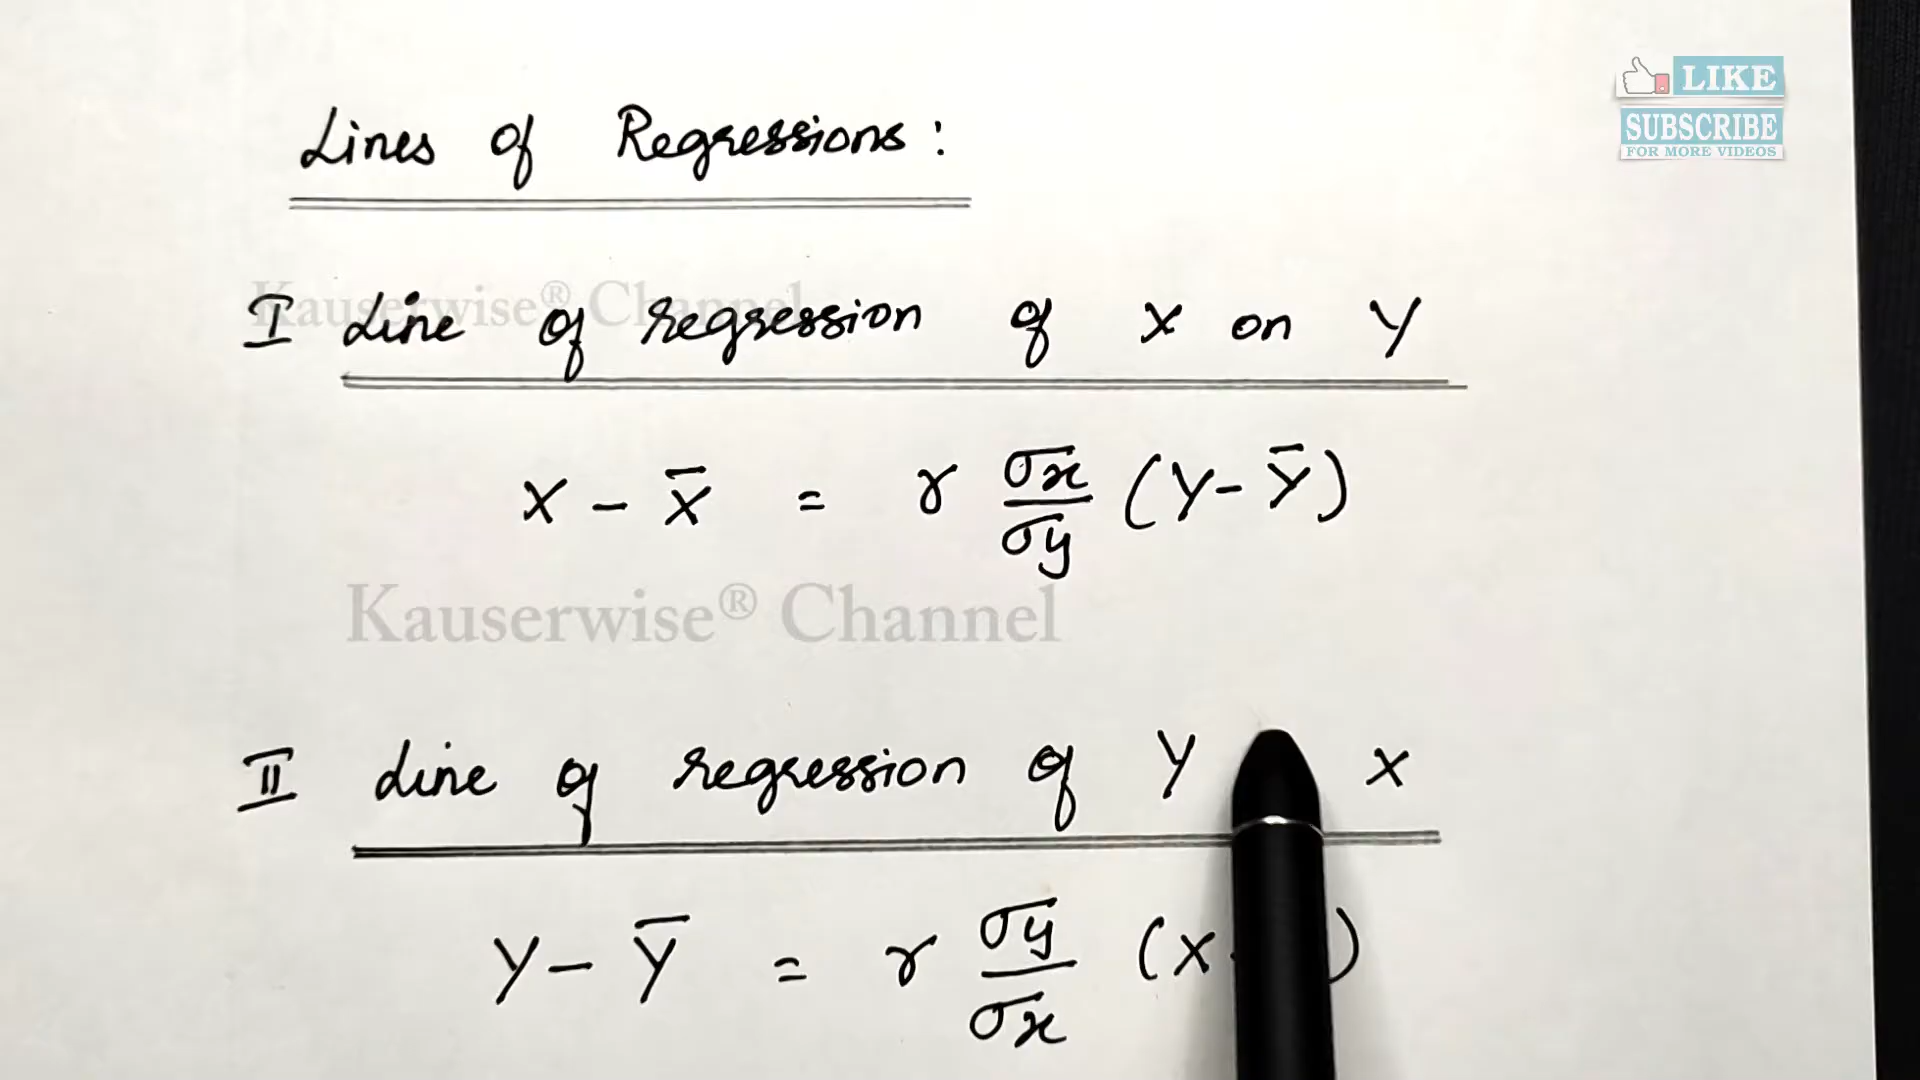 LIKE
SUBSCRIBE
FOR MORE VIDEOS
Lines of Regressions:
Kauserwise® Channel
I Line of regression of X on Y
X - X̄ = r σx/σy (Y - Ȳ)
Kauserwise® Channel
II Line of regression of Y X
Y - Ȳ = r σy/σx (X )